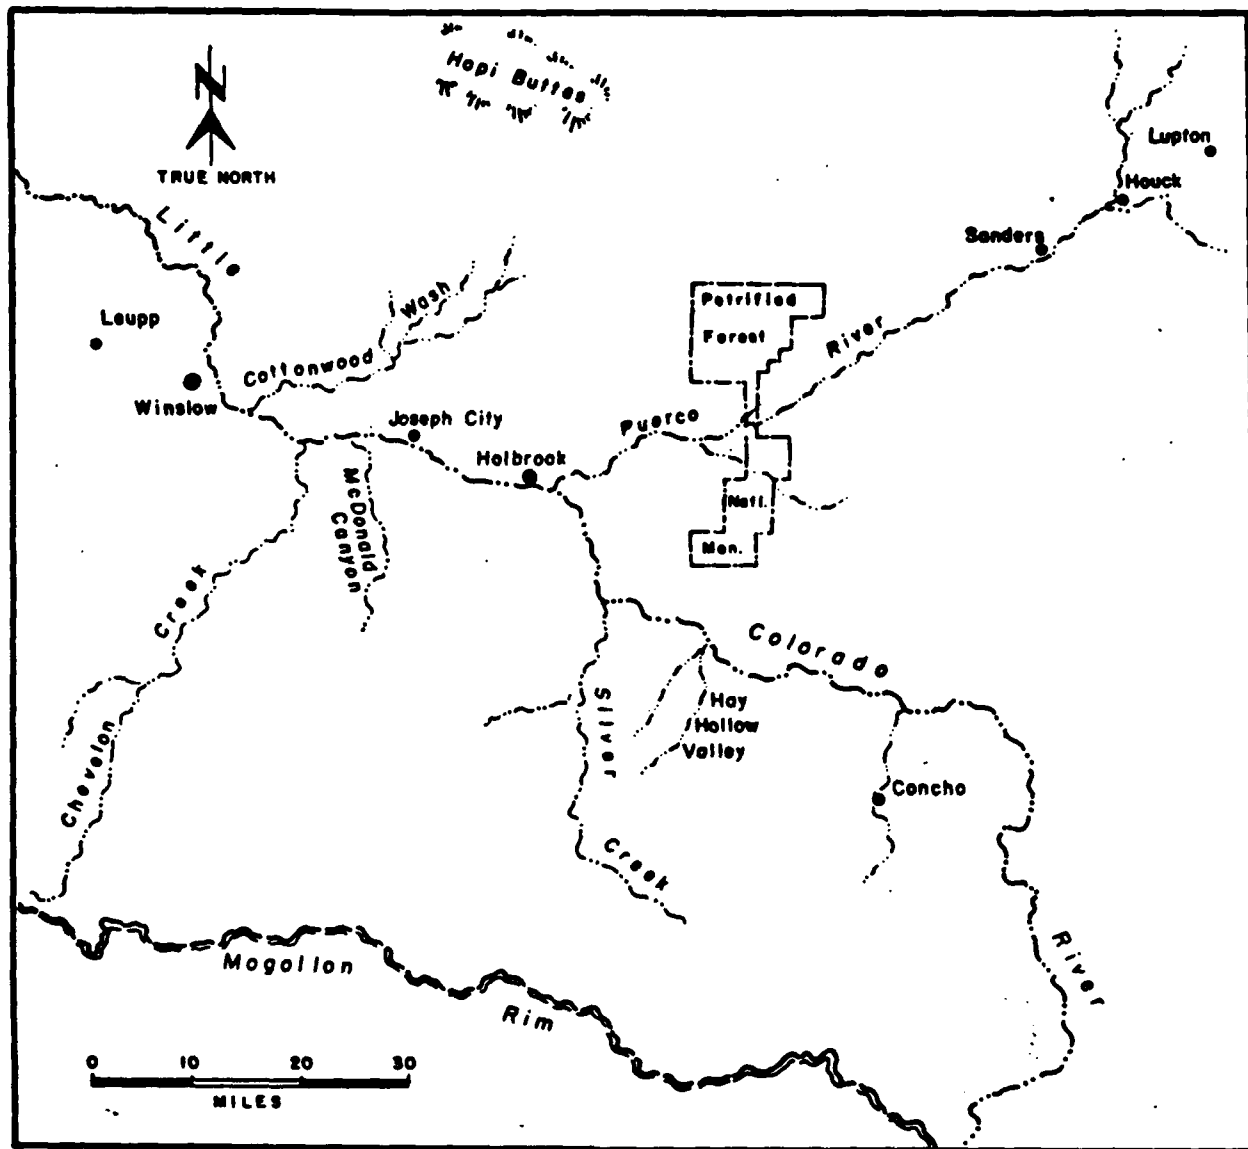 Hopi Buttes
N
TRUE NORTH
Lupton
Houck
Sanders
Little
Leupp
Cottonwood Wash
Petrified
Forest
River
Winslow
Joseph City
Puerco
Holbrook
McDonald
Canyon
Natl.
Mon.
Creek
Colorado
Silver
Hay
Hollow
Valley
Chevelon
Concho
Creek
River
Mogollon
Rim
0 10 20 30
MILES